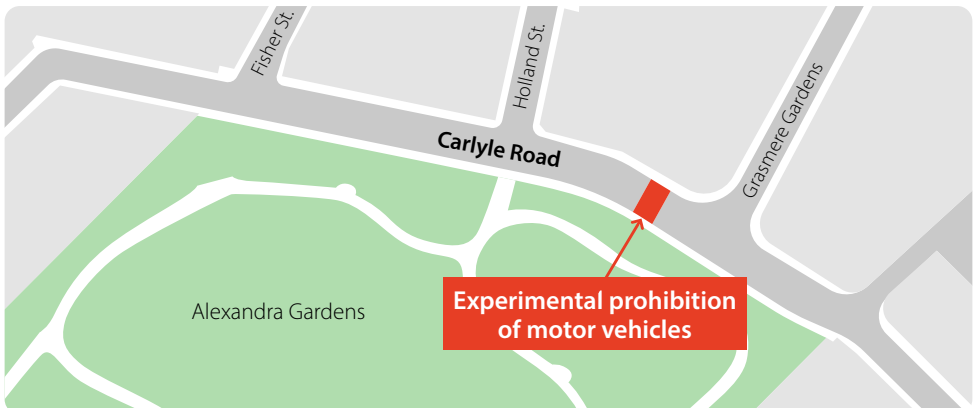 Fisher St.
Holland St.
Grasmere Gardens
Carlyle Road
Alexandra Gardens
Experimental prohibition
of motor vehicles